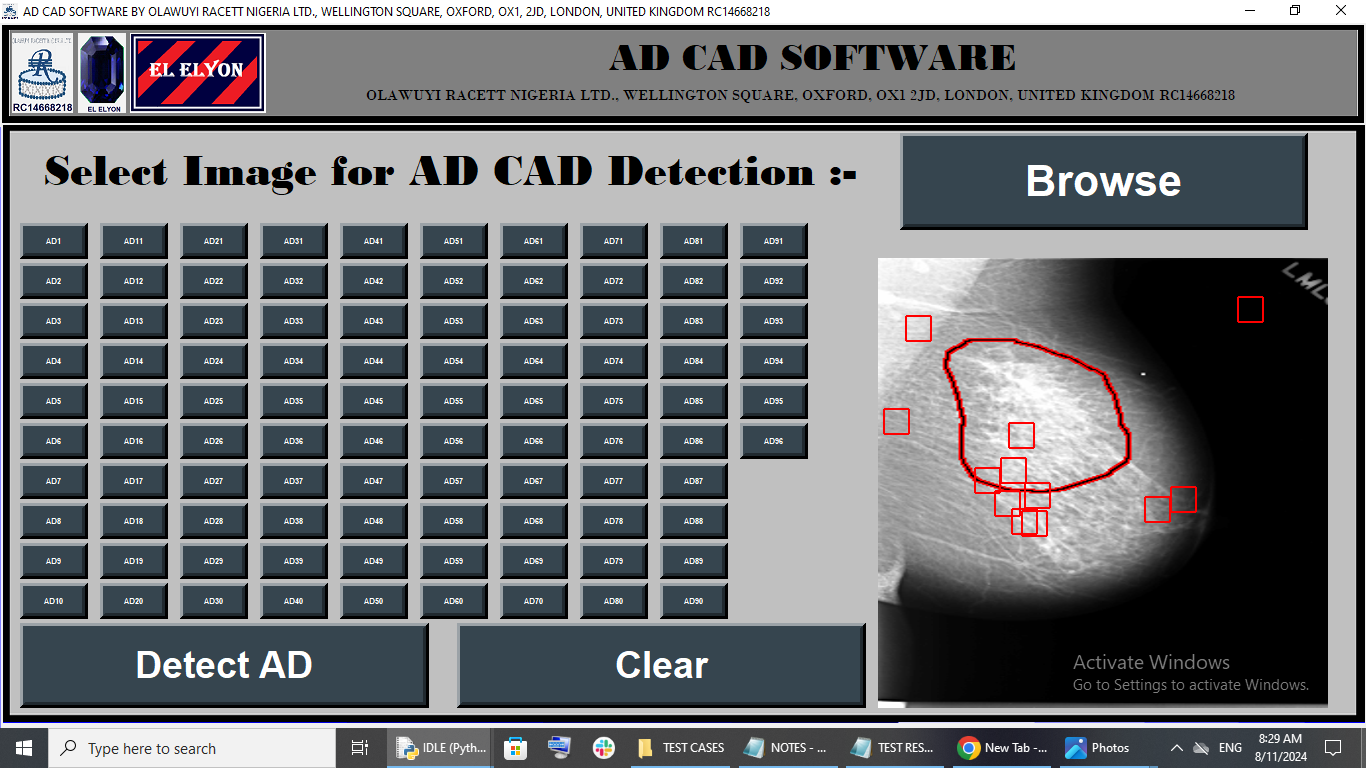 AD CAD SOFTWARE BY OLAWUYI RACETT NIGERIA LTD., WELLINGTON SQUARE, OXFORD, OX1, 2JD, LONDON, UNITED KINGDOM RC14668218
RC14668218
EL ELYON
EL ELYON
AD CAD SOFTWARE
OLAWUYI RACETT NIGERIA LTD., WELLINGTON SQUARE. OXFORD, OX1 2JD, LONDON, UNITED KINGDOM RC14668218
Select Image for AD CAD Detection :-
Browse
AD1 AD11 AD21 AD31 AD41 AD51 AD61 AD71 AD81 AD91
AD2 AD12 AD22 AD32 AD42 AD52 AD62 AD72 AD82 AD92
AD3 AD13 AD23 AD33 AD43 AD53 AD63 AD73 AD83 AD93
AD4 AD14 AD24 AD34 AD44 AD54 AD64 AD74 AD84 AD94
AD5 AD15 AD25 AD35 AD45 AD55 AD65 AD75 AD85 AD95
AD6 AD16 AD26 AD36 AD46 AD56 AD66 AD76 AD86 AD96
AD7 AD17 AD27 AD37 AD47 AD57 AD67 AD77 AD87
AD8 AD18 AD28 AD38 AD48 AD58 AD68 AD78 AD88
AD9 AD19 AD29 AD39 AD49 AD59 AD69 AD79 AD89
AD10 AD20 AD30 AD40 AD50 AD60 AD70 AD80 AD90
Detect AD
Clear
Activate Windows
Go to Settings to activate Windows.
Type here to search
IDLE (Pyth...
TEST CASES
NOTES - ...
TEST RES...
New Tab -...
Photos
ENG
8:29 AM
8/11/2024